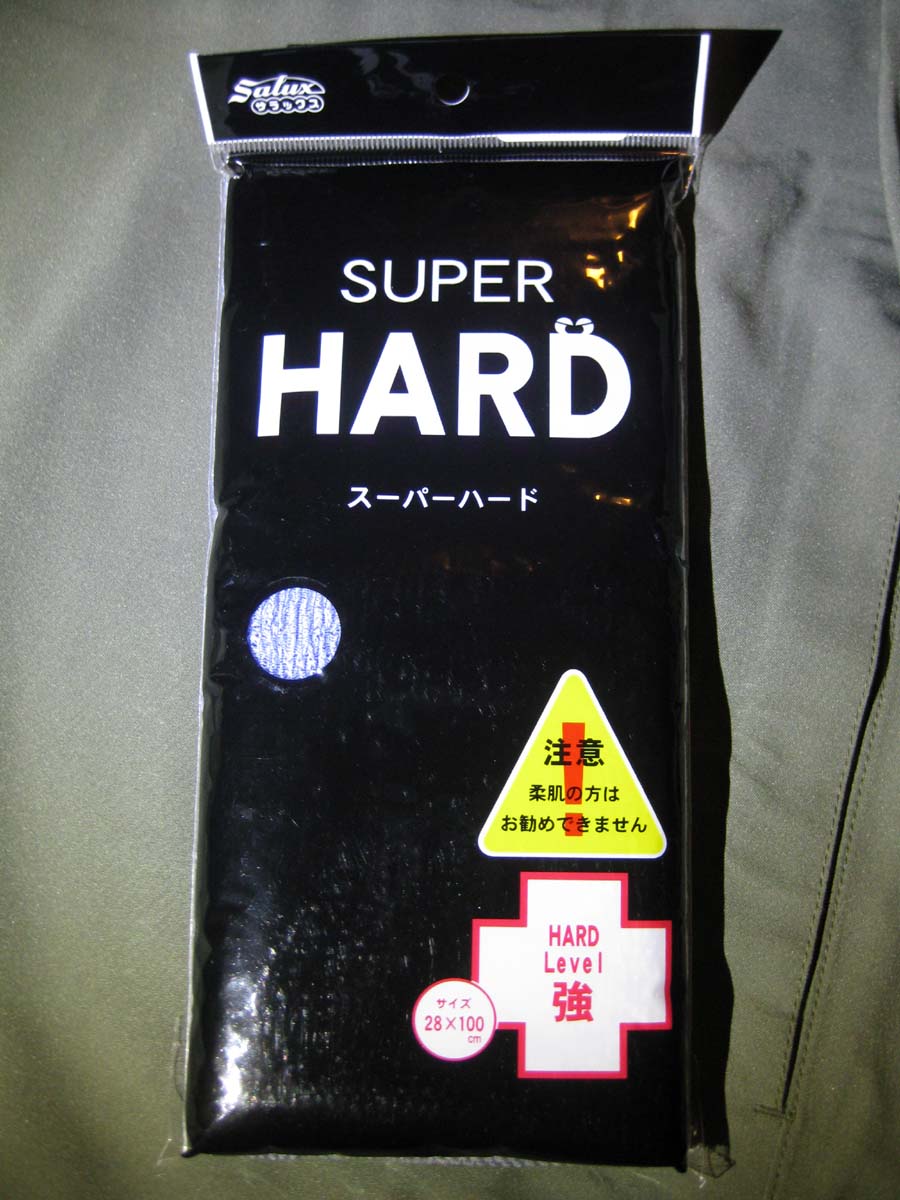 Salux
サラックス
SUPER
HARD
スーパーハード
注意
柔肌の方は
お勧めできません
HARD
Level
強
サイズ
28×100
cm